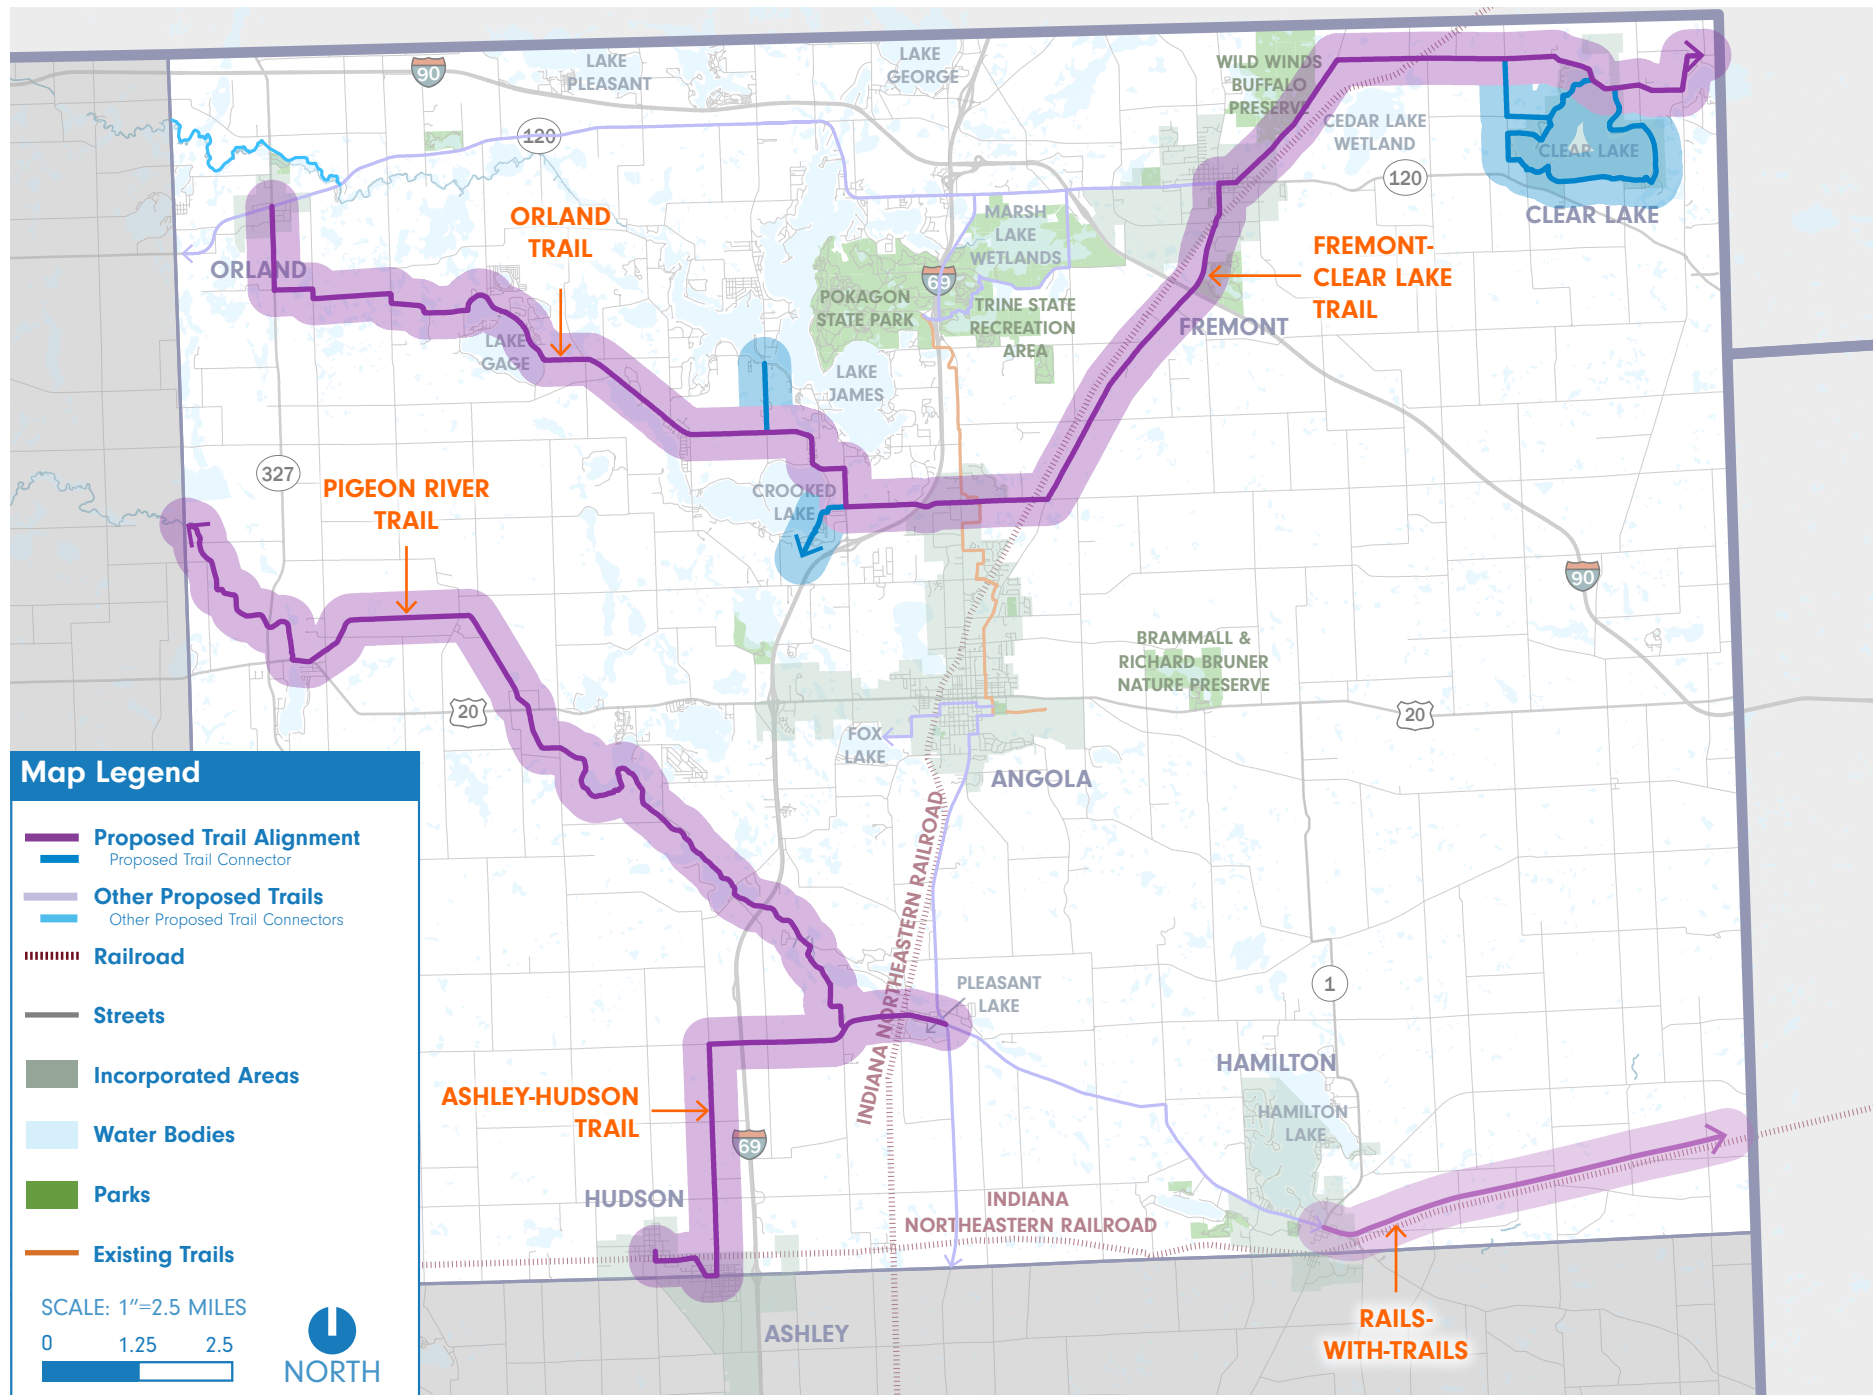 LAKE
PLEASANT
LAKE
GEORGE
90
WILD WINDS
BUFFALO
PRESERVE
CEDAR LAKE
WETLAND
CLEAR LAKE
120
120
CLEAR LAKE
ORLAND
TRAIL
MARSH
LAKE
WETLANDS
FREMONT-
CLEAR LAKE
TRAIL
ORLAND
69
POKAGON
STATE PARK
TRINE STATE
RECREATION
AREA
FREMONT
LAKE
GAGE
LAKE
JAMES
327
PIGEON RIVER
TRAIL
CROOKED
LAKE
90
BRAMMALL &
RICHARD BRUNER
NATURE PRESERVE
20
20
FOX
LAKE
ANGOLA
INDIANA NORTHEASTERN RAILROAD
PLEASANT
LAKE
1
HAMILTON
HAMILTON
LAKE
ASHLEY-HUDSON
TRAIL
69
HUDSON
INDIANA
NORTHEASTERN RAILROAD
ASHLEY
RAILS-
WITH-TRAILS
Map Legend
Proposed Trail Alignment
Proposed Trail Connector
Other Proposed Trails
Other Proposed Trail Connectors
Railroad
Streets
Incorporated Areas
Water Bodies
Parks
Existing Trails
SCALE: 1"=2.5 MILES
0 1.25 2.5
NORTH